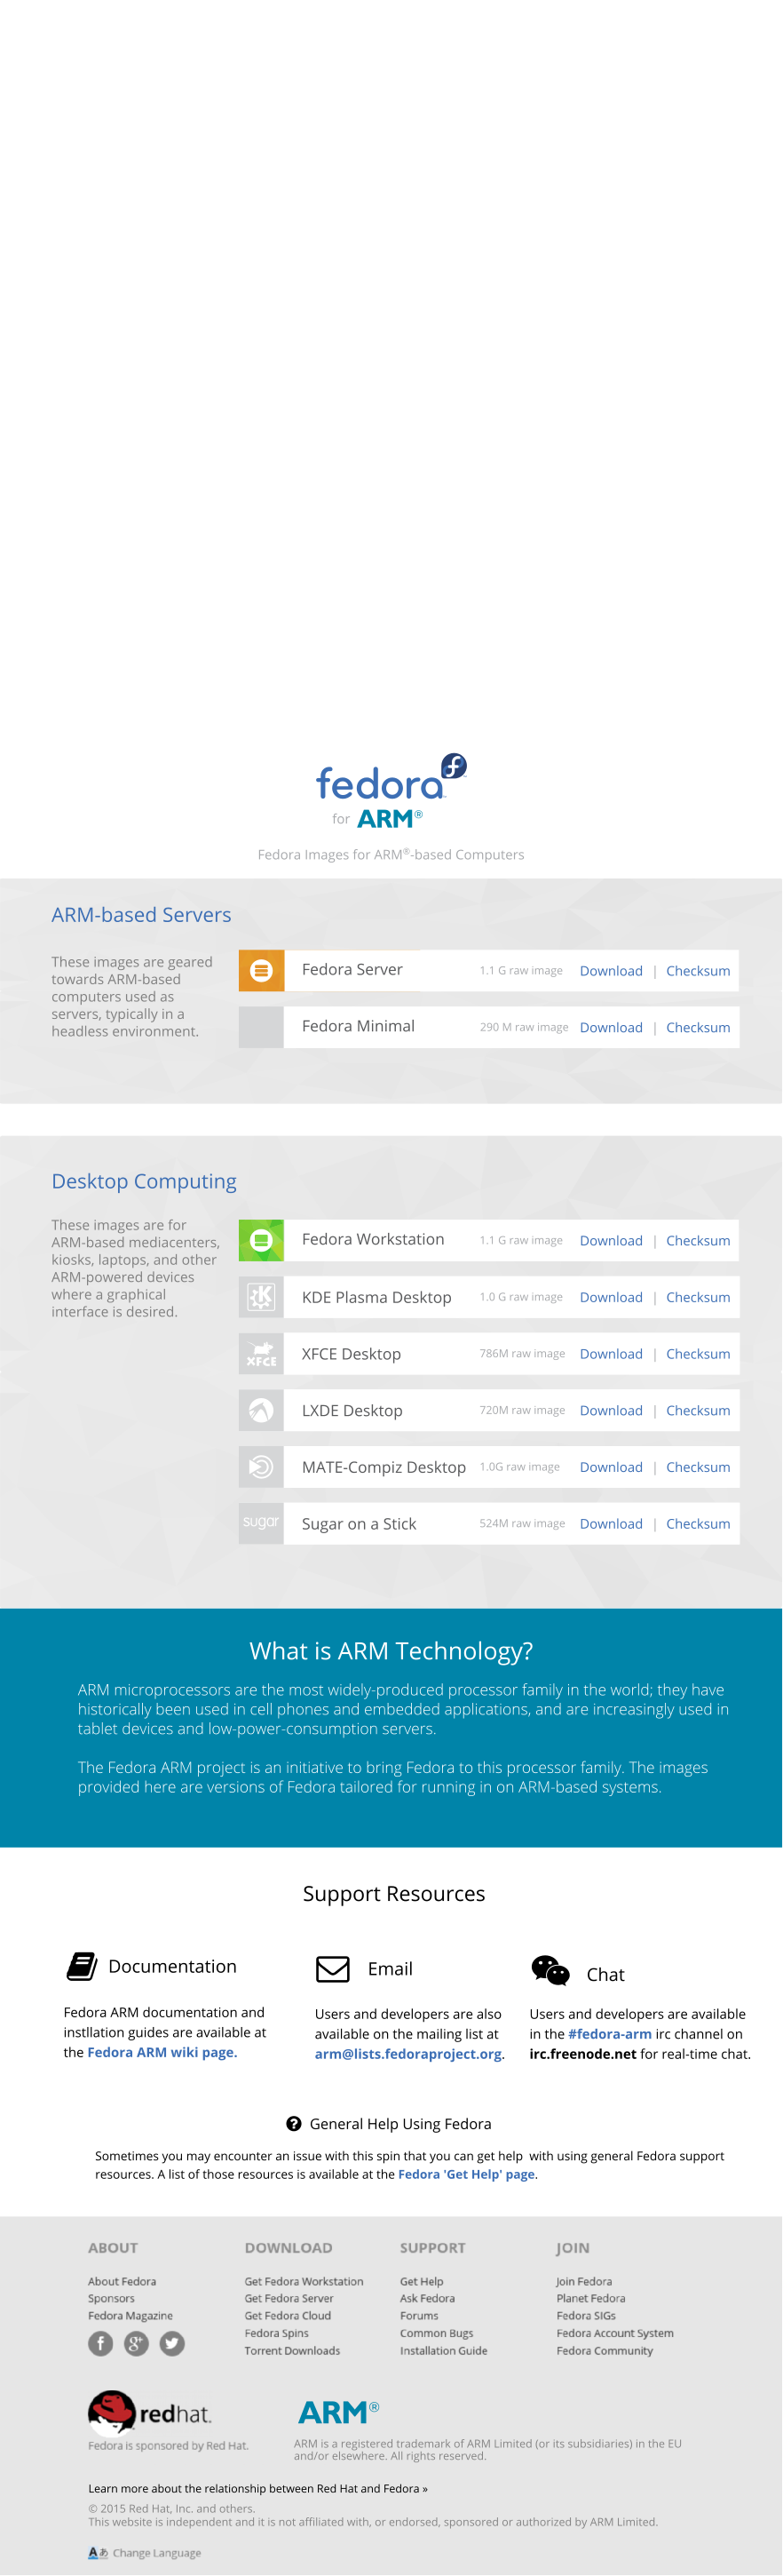 fedora
for ARM®
Fedora Images for ARM®-based Computers
ARM-based Servers
These images are geared
towards ARM-based
computers used as
servers, typically in a
headless environment.
Fedora Server 1.1 G raw image Download | Checksum
Fedora Minimal 290 M raw image Download | Checksum
Desktop Computing
These images are for
ARM-based mediacenters,
kiosks, laptops, and other
ARM-powered devices
where a graphical
interface is desired.
Fedora Workstation 1.1 G raw image Download | Checksum
KDE Plasma Desktop 1.0 G raw image Download | Checksum
XFCE XFCE Desktop 786M raw image Download | Checksum
LXDE Desktop 720M raw image Download | Checksum
MATE-Compiz Desktop 1.0G raw image Download | Checksum
sugar Sugar on a Stick 524M raw image Download | Checksum
What is ARM Technology?
ARM microprocessors are the most widely-produced processor family in the world; they have
historically been used in cell phones and embedded applications, and are increasingly used in
tablet devices and low-power-consumption servers.
The Fedora ARM project is an initiative to bring Fedora to this processor family. The images
provided here are versions of Fedora tailored for running in on ARM-based systems.
Support Resources
Documentation
Fedora ARM documentation and
instllation guides are available at
the Fedora ARM wiki page.
Email
Users and developers are also
available on the mailing list at
arm@lists.fedoraproject.org.
Chat
Users and developers are available
in the #fedora-arm irc channel on
irc.freenode.net for real-time chat.
General Help Using Fedora
Sometimes you may encounter an issue with this spin that you can get help  with using general Fedora support
resources. A list of those resources is available at the Fedora 'Get Help' page.
ABOUT
About Fedora
Sponsors
Fedora Magazine
DOWNLOAD
Get Fedora Workstation
Get Fedora Server
Get Fedora Cloud
Fedora Spins
Torrent Downloads
SUPPORT
Get Help
Ask Fedora
Forums
Common Bugs
Installation Guide
JOIN
Join Fedora
Planet Fedora
Fedora SIGs
Fedora Account System
Fedora Community
redhat.
Fedora is sponsored by Red Hat.
ARM®
ARM is a registered trademark of ARM Limited (or its subsidiaries) in the EU
and/or elsewhere. All rights reserved.
Learn more about the relationship between Red Hat and Fedora »
© 2015 Red Hat, Inc. and others.
This website is independent and it is not affiliated with, or endorsed, sponsored or authorized by ARM Limited.
Change Language